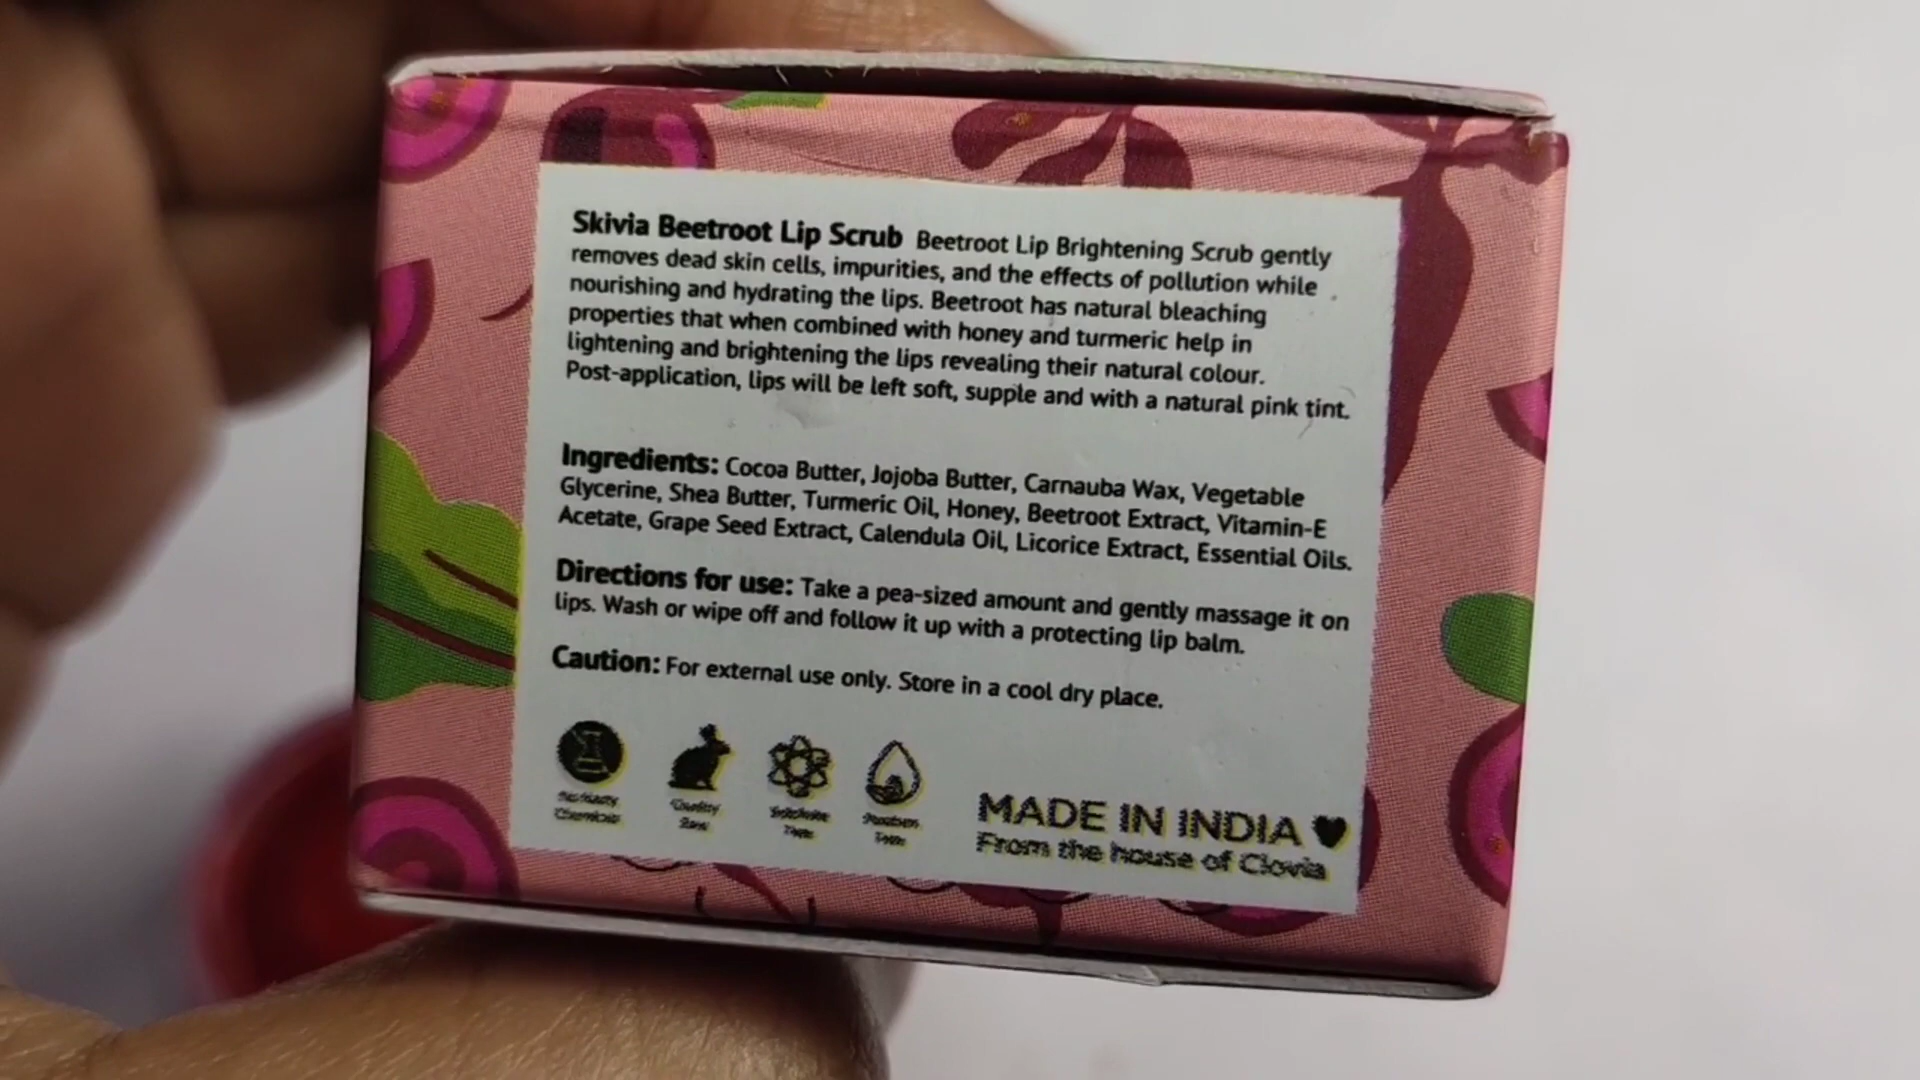 Skivia Beetroot Lip Scrub Beetroot Lip Brightening Scrub gently
removes dead skin cells, impurities, and the effects of pollution while
nourishing and hydrating the lips. Beetroot has natural bleaching
properties that when combined with honey and turmeric help in
lightening and brightening the lips revealing their natural colour.
Post-application, lips will be left soft, supple and with a natural pink tint.
Ingredients: Cocoa Butter, Jojoba Butter, Carnauba Wax, Vegetable
Glycerine, Shea Butter, Turmeric Oil, Honey, Beetroot Extract, Vitamin-E
Acetate, Grape Seed Extract, Calendula Oil, Licorice Extract, Essential Oils.
Directions for use: Take a pea-sized amount and gently massage it on
lips. Wash or wipe off and follow it up with a protecting lip balm.
Caution: For external use only. Store in a cool dry place.
MADE IN INDIA
From the house of Clovia